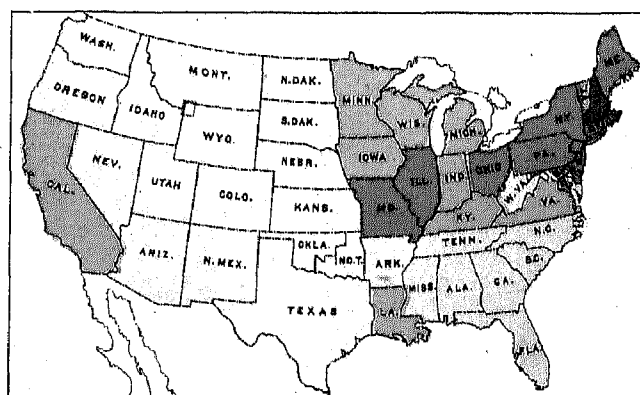 WASH.
MONT.
N.DAK.
MINN.
ME.
OREGON
IDAHO
S.DAK.
WIS.
MICH.
N.Y.
WYO.
IOWA
PA.
NEV.
NEBR.
ILL.
IND.
OHIO
CAL.
UTAH
COLO.
KANS.
MO.
KY.
W.VA.
VA.
ARIZ.
N.MEX.
OKLA.
IND.T.
ARK.
TENN.
N.C.
S.C.
TEXAS
LA.
MISS.
ALA.
GA.
FLA.